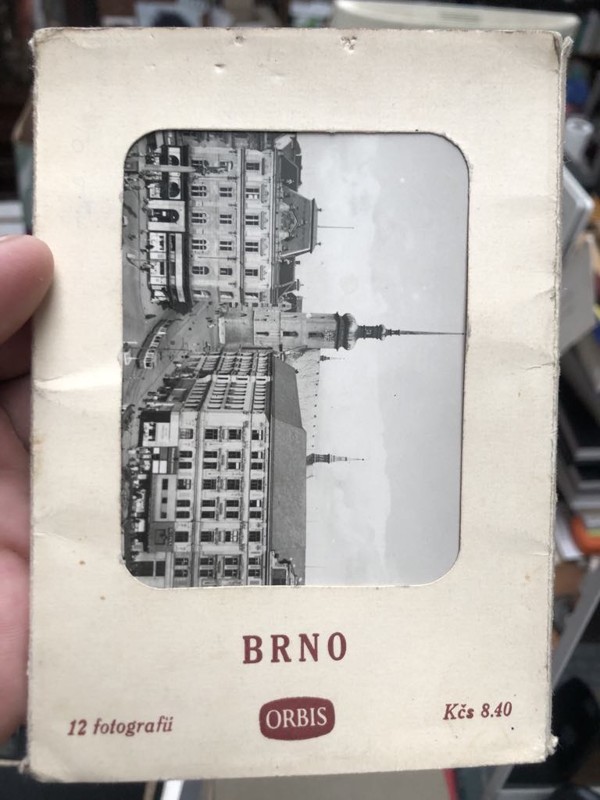 BRNO
12 fotografií
ORBIS
Kčs 8.40